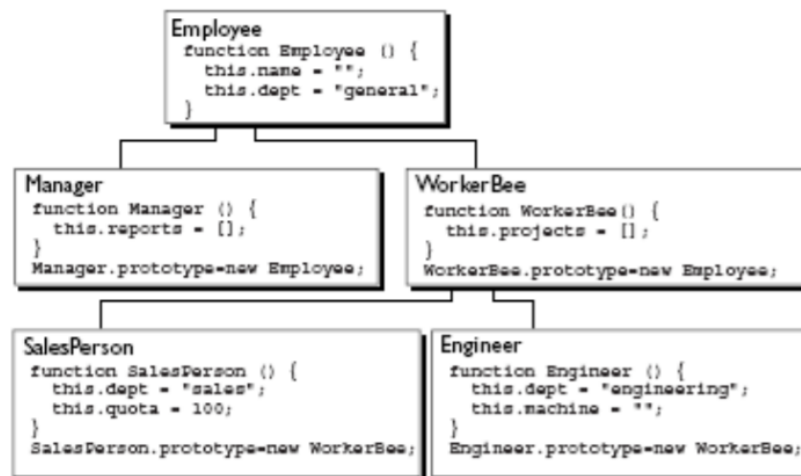 Employee
function Employee () {
this.name = "";
this.dept = "general";
}
Manager
function Manager () {
this.reports = [];
}
Manager.prototype=new Employee;
WorkerBee
function WorkerBee() {
this.projects = [];
}
WorkerBee.prototype=new Employee;
SalesPerson
function SalesPerson () {
this.dept = "sales";
this.quota = 100;
}
SalesPerson.prototype=new WorkerBee;
Engineer
function Engineer () {
this.dept = "engineering";
this.machine = "";
}
Engineer.prototype=new WorkerBee;